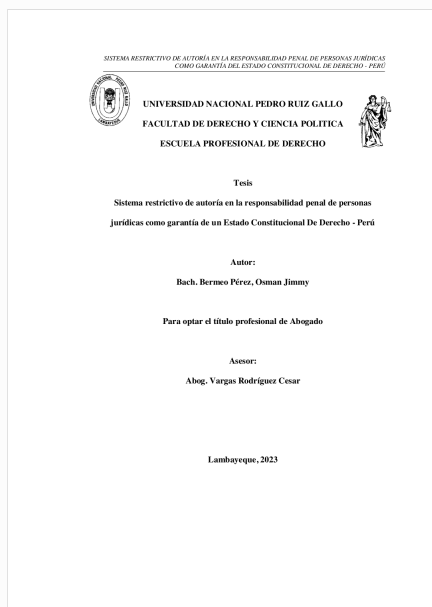 SISTEMA RESTRICTIVO DE AUTORÍA EN LA RESPONSABILIDAD PENAL DE PERSONAS JURÍDICAS
COMO GARANTÍA DEL ESTADO CONSTITUCIONAL DE DERECHO - PERÚ
UNIVERSIDAD NACIONAL PEDRO RUIZ GALLO
FACULTAD DE DERECHO Y CIENCIA POLITICA
ESCUELA PROFESIONAL DE DERECHO
Tesis
Sistema restrictivo de autoría en la responsabilidad penal de personas
jurídicas como garantía de un Estado Constitucional De Derecho - Perú
Autor:
Bach. Bermeo Pérez, Osman Jimmy
Para optar el título profesional de Abogado
Asesor:
Abog. Vargas Rodríguez Cesar
Lambayeque, 2023